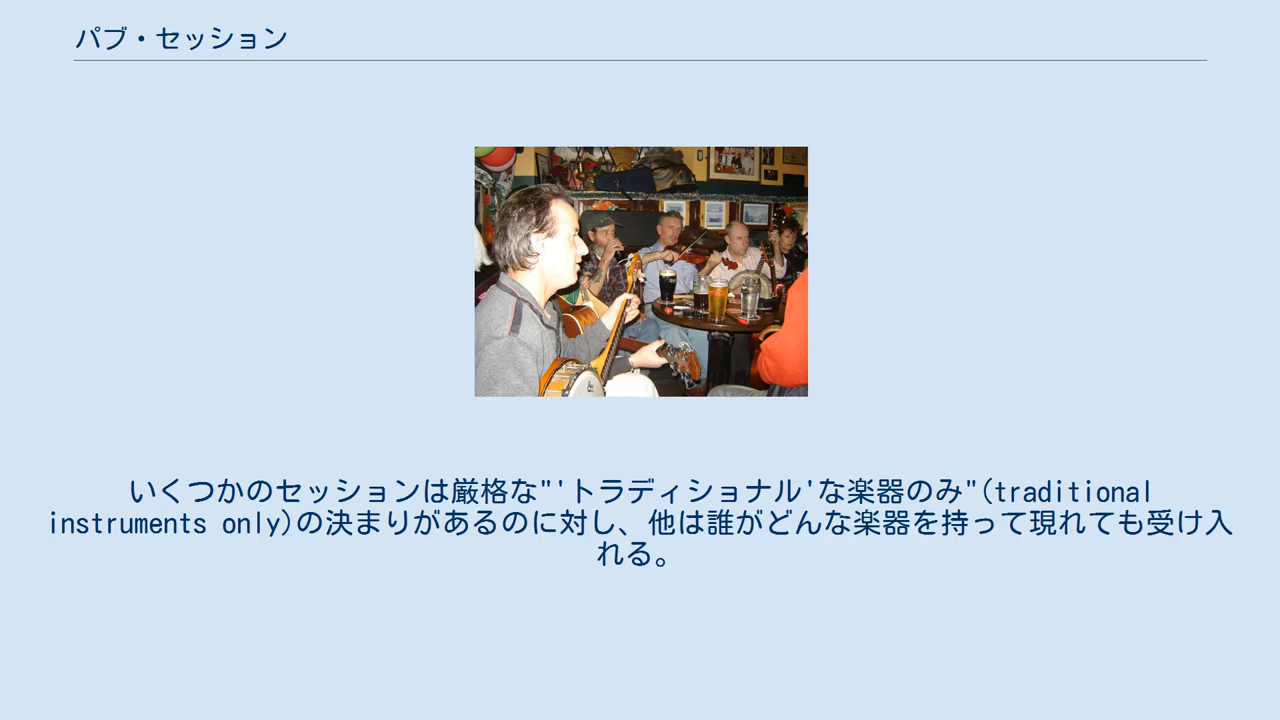 パブ・セッション
いくつかのセッションは厳格な"'トラディショナル'な楽器のみ"(traditional
instruments only)の決まりがあるのに対し、他は誰がどんな楽器を持って現れても受け入
れる。